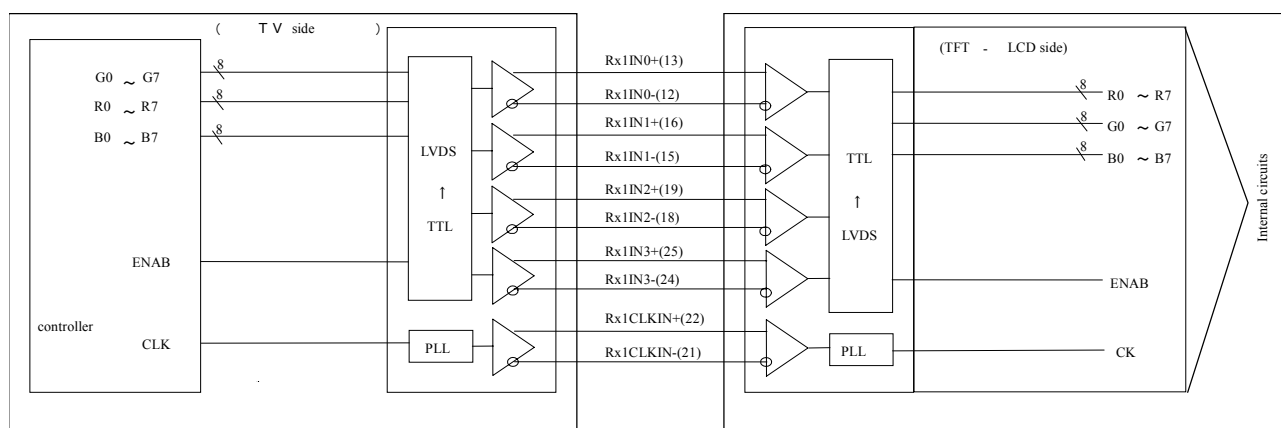 ( ＴＶ side )
G0 ～ G7
8
R0 ～ R7
8
B0 ～ B7
8
ENAB
controller
CLK
LVDS
↑
TTL
PLL
Rx1IN0+(13)
Rx1IN0-(12)
Rx1IN1+(16)
Rx1IN1-(15)
Rx1IN2+(19)
Rx1IN2-(18)
Rx1IN3+(25)
Rx1IN3-(24)
Rx1CLKIN+(22)
Rx1CLKIN-(21)
TTL
↑
LVDS
PLL
(TFT - LCD side)
8
R0 ～ R7
8
G0 ～ G7
8
B0 ～ B7
ENAB
CK
Internal circuits